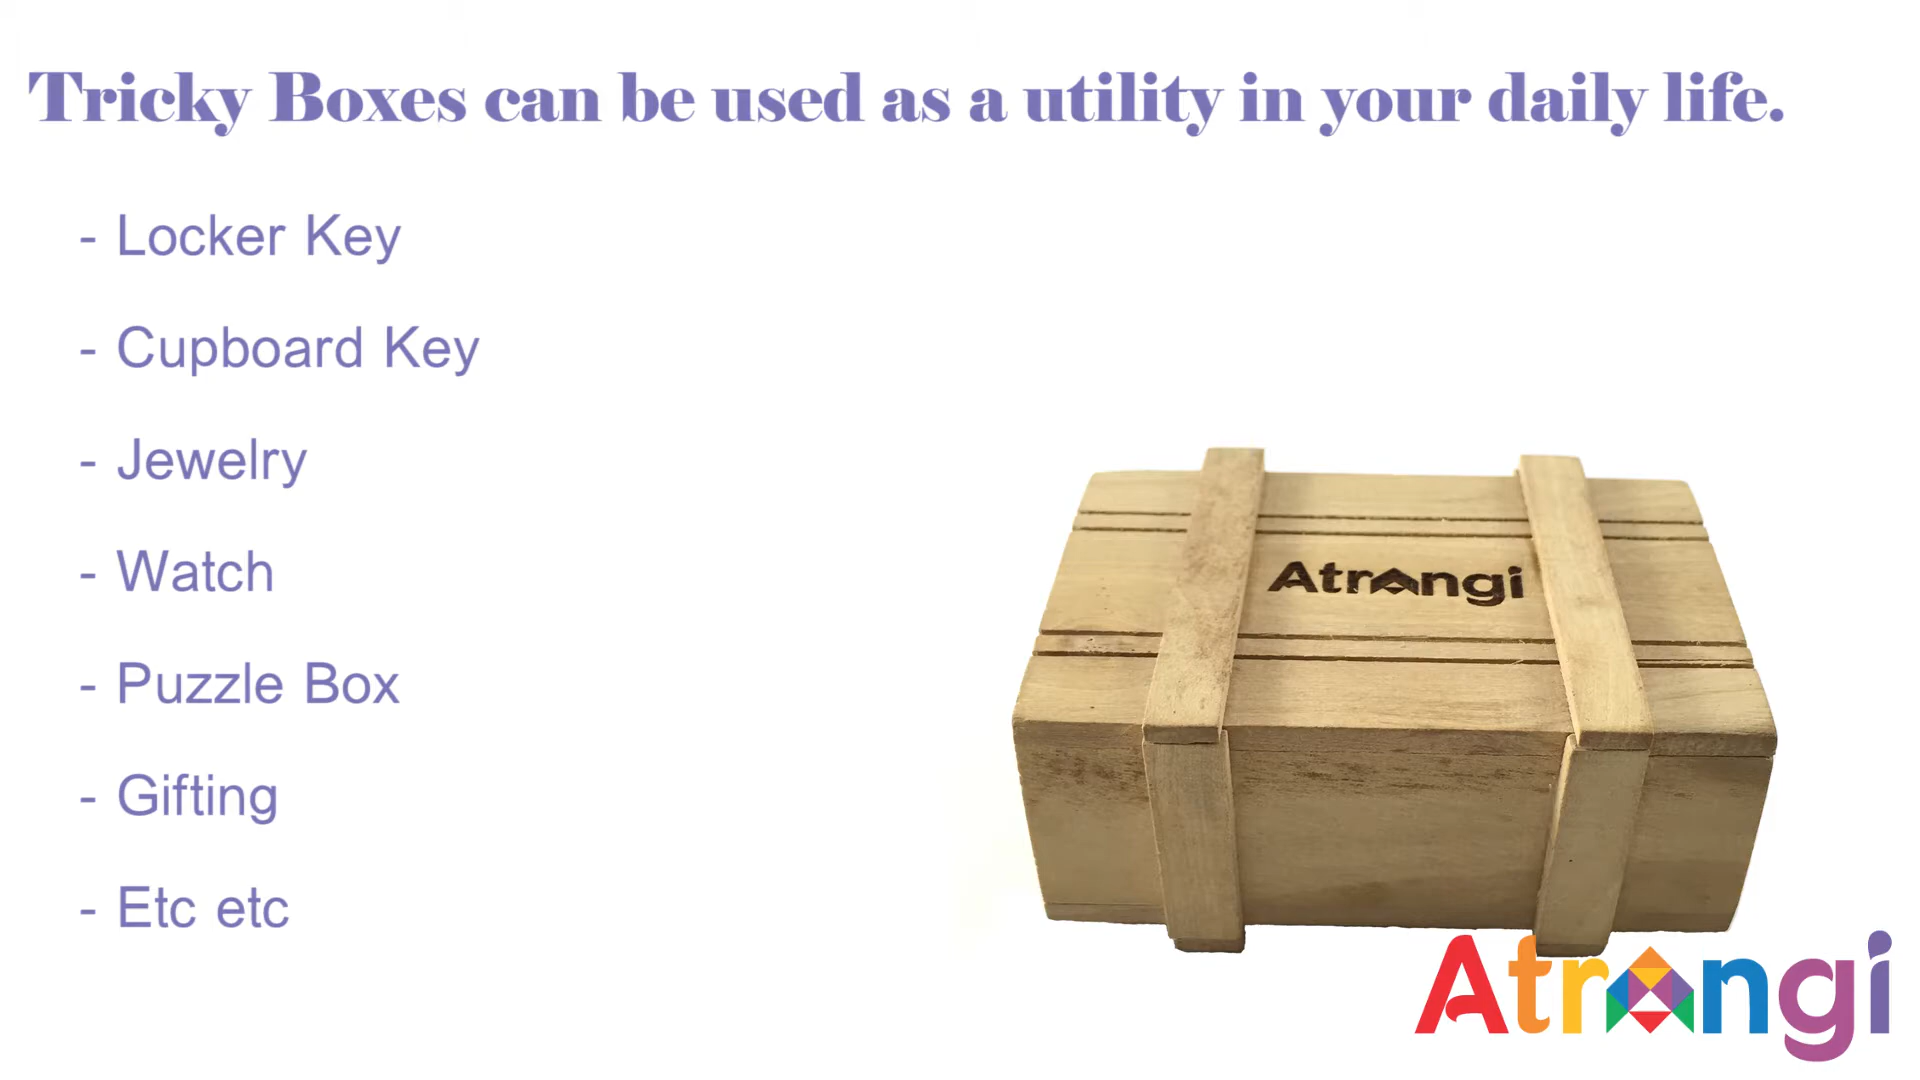 Tricky Boxes can be used as a utility in your daily life.
- Locker Key
- Cupboard Key
- Jewelry
- Watch
- Puzzle Box
- Gifting
- Etc etc
Atrangi
Atrangi